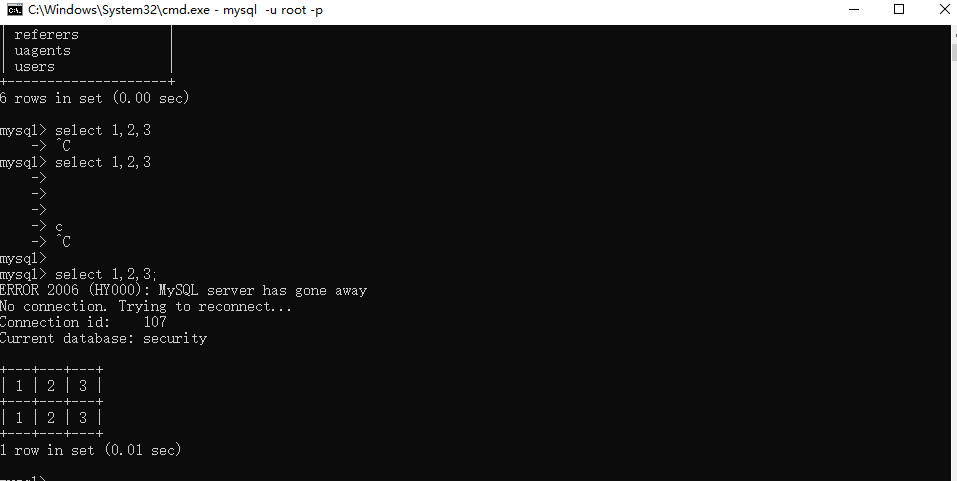 C:\Windows\System32\cmd.exe - mysql  -u root -p
| referers           |
| uagents            |
| users              |
+--------------------+
6 rows in set (0.00 sec)
mysql> select 1,2,3
    -> ^C
mysql> select 1,2,3
    ->
    ->
    ->
    -> c
    -> ^C
mysql>
mysql> select 1,2,3;
ERROR 2006 (HY000): MySQL server has gone away
No connection. Trying to reconnect...
Connection id:    107
Current database: security
+---+---+---+
| 1 | 2 | 3 |
+---+---+---+
| 1 | 2 | 3 |
+---+---+---+
1 row in set (0.01 sec)
mysql>